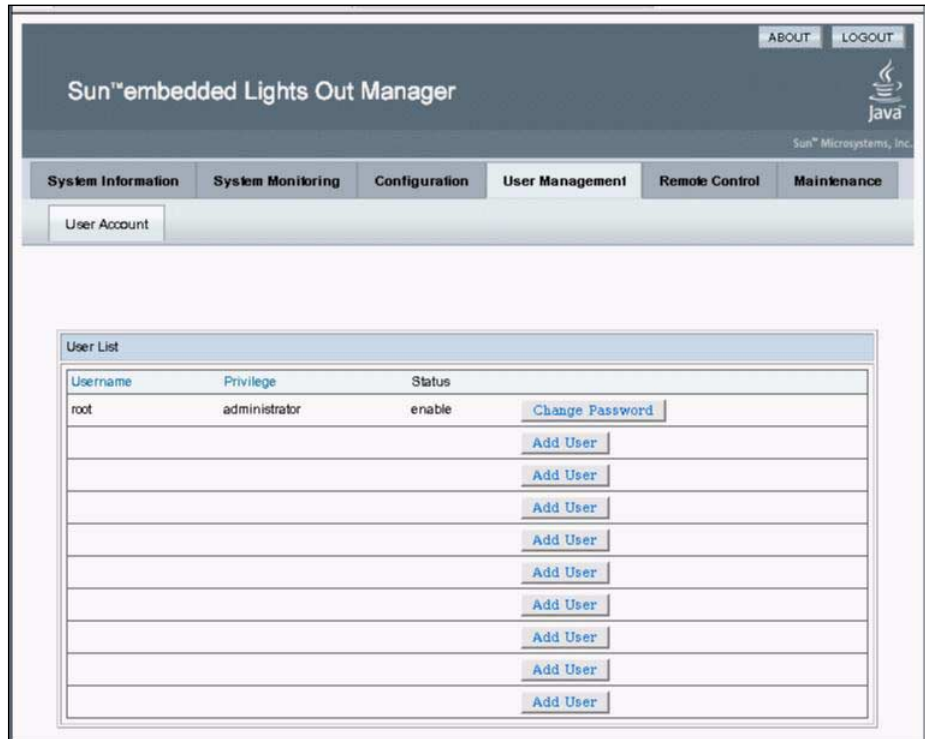 ABOUT LOGOUT
Sun™embedded Lights Out Manager
Java™
Sun™ Microsystems, Inc.
System Information System Monitoring Configuration User Management Remote Control Maintenance
User Account
User List
Username Privilege Status
root administrator enable Change Password
Add User
Add User
Add User
Add User
Add User
Add User
Add User
Add User
Add User